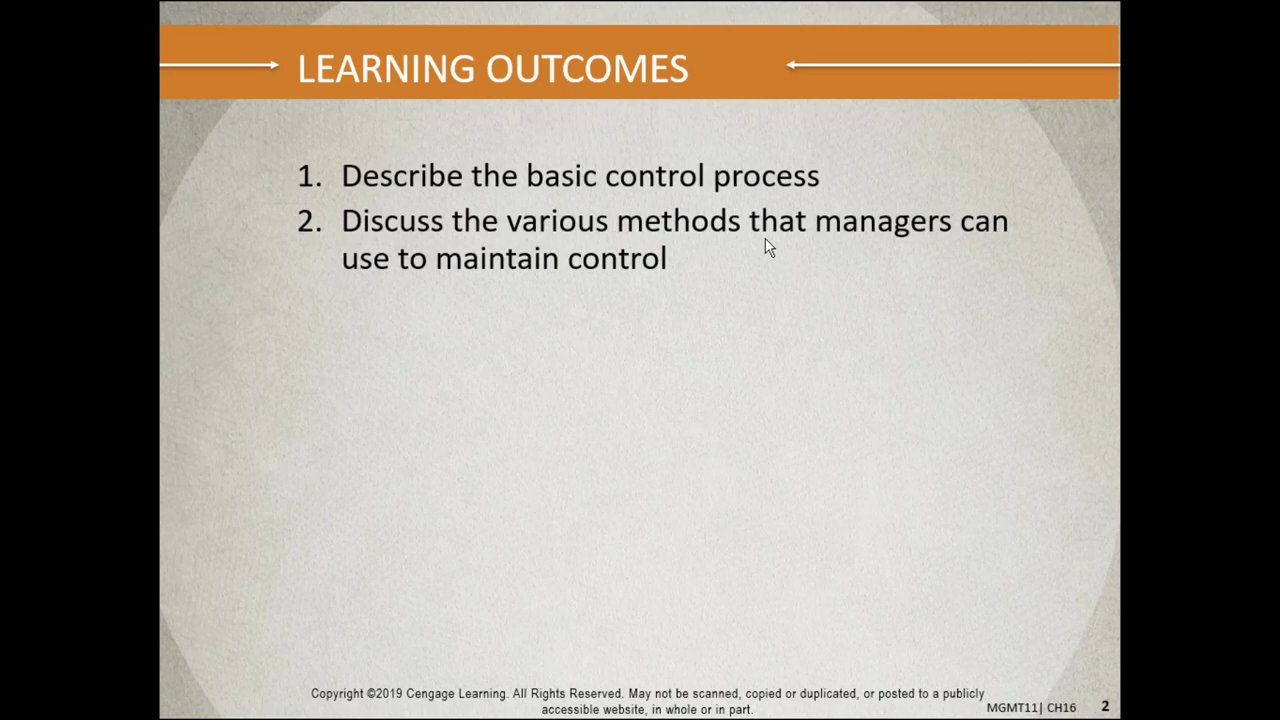 LEARNING OUTCOMES
1. Describe the basic control process
2. Discuss the various methods that managers can
use to maintain control
Copyright ©2019 Cengage Learning. All Rights Reserved. May not be scanned, copied or duplicated, or posted to a publicly
accessible website, in whole or in part.
MGMT11| CH16 2